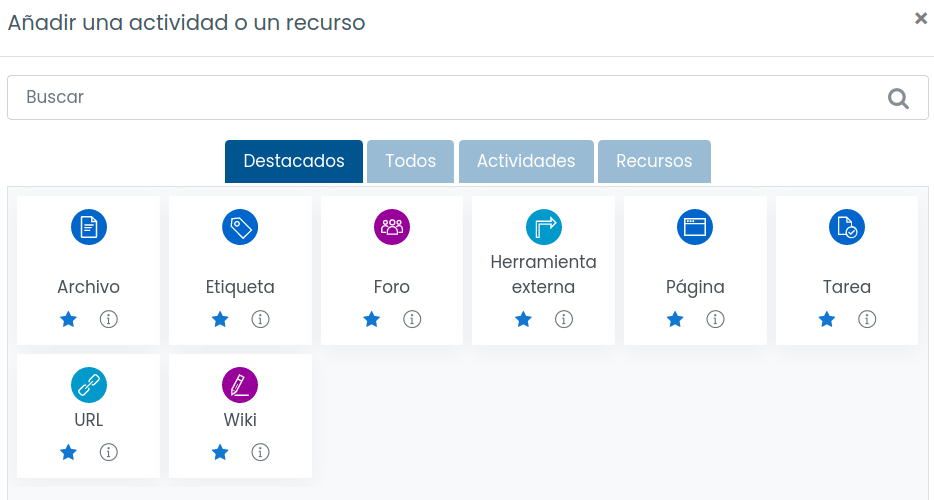 Añadir una actividad o un recurso
Buscar
Destacados Todos Actividades Recursos
Archivo
Etiqueta
Foro
Herramienta
externa
Página
Tarea
URL
Wiki